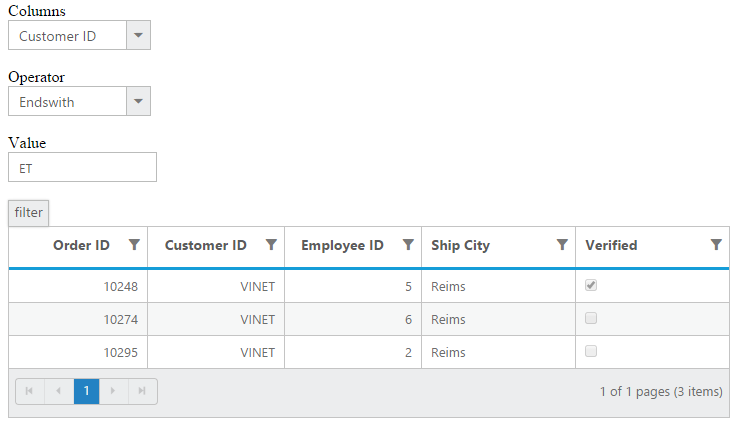 Columns
Customer ID
Operator
Endswith
Value
ET
filter
Order ID Customer ID Employee ID Ship City Verified
10248 VINET 5 Reims
10274 VINET 6 Reims
10295 VINET 2 Reims
1 1 of 1 pages (3 items)